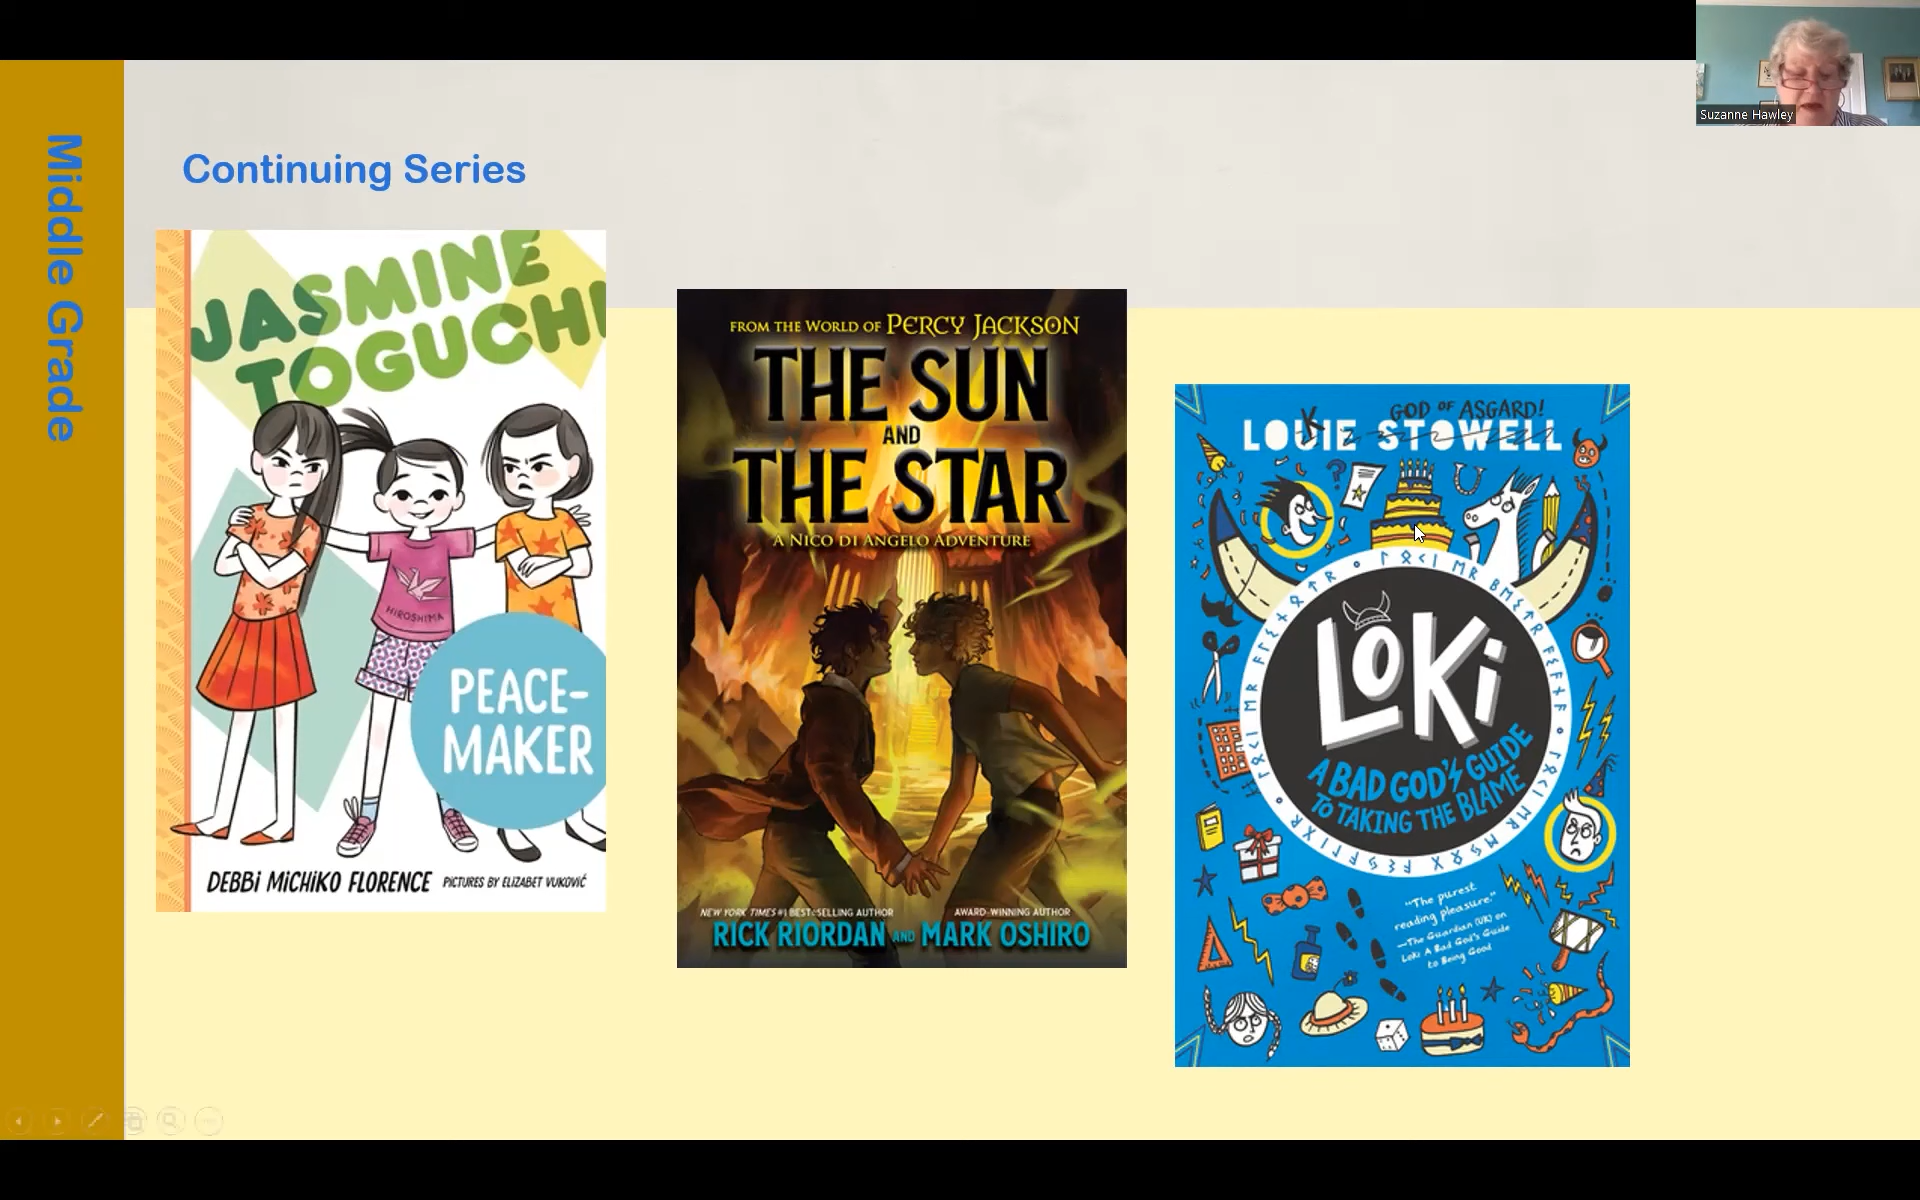 Suzanne Hawley
Middle Grade
Continuing Series
JASMINE
TOGUCHI
HIROSHIMA
PEACE-
MAKER
DEBBI MICHIKO FLORENCE PICTURES BY ELIZABET VUKOVIĆ
FROM THE WORLD OF PERCY JACKSON
THE SUN
AND
THE STAR
A NICO DI ANGELO ADVENTURE
NEW YORK TIMES #1 BEST-SELLING AUTHOR
AWARD-WINNING AUTHOR
RICK RIORDAN AND MARK OSHIRO
GOD OF ASGARD!
K
LOUIE STOWELL
LOKI
A BAD GOD'S GUIDE
TO TAKING THE BLAME
"The purest
reading pleasure."
—The Guardian (UK) on
Loki A Bad God's Guide
to Being Good